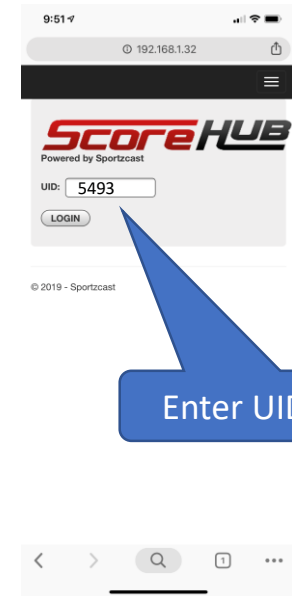 9:51
192.168.1.32
ScoreHUB
Powered by Sportzcast
UID: 5493
LOGIN
© 2019 - Sportzcast
Enter UID
1